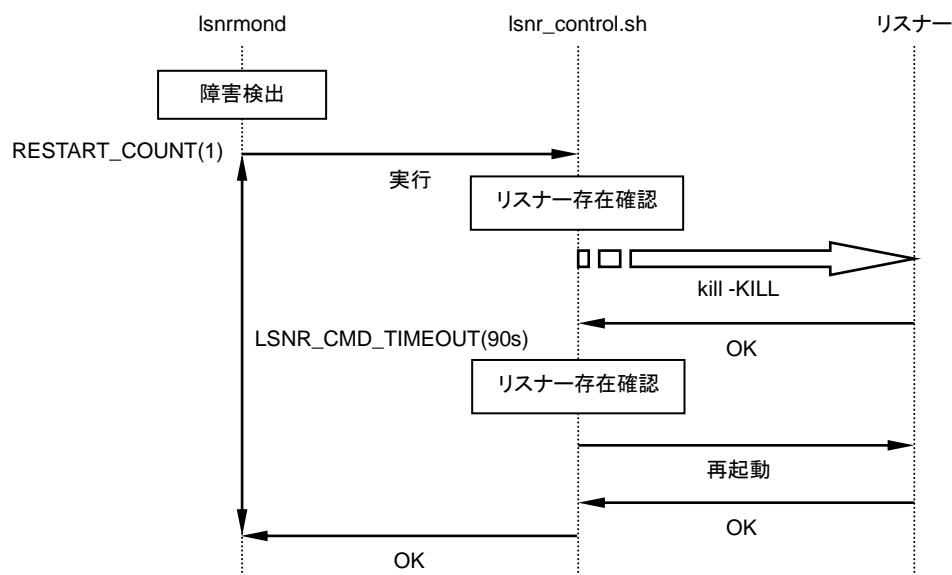 lsnrmond
lsnr_control.sh
リスナー
障害検出
RESTART_COUNT(1)
実行
リスナー存在確認
kill -KILL
OK
LSNR_CMD_TIMEOUT(90s)
リスナー存在確認
再起動
OK
OK